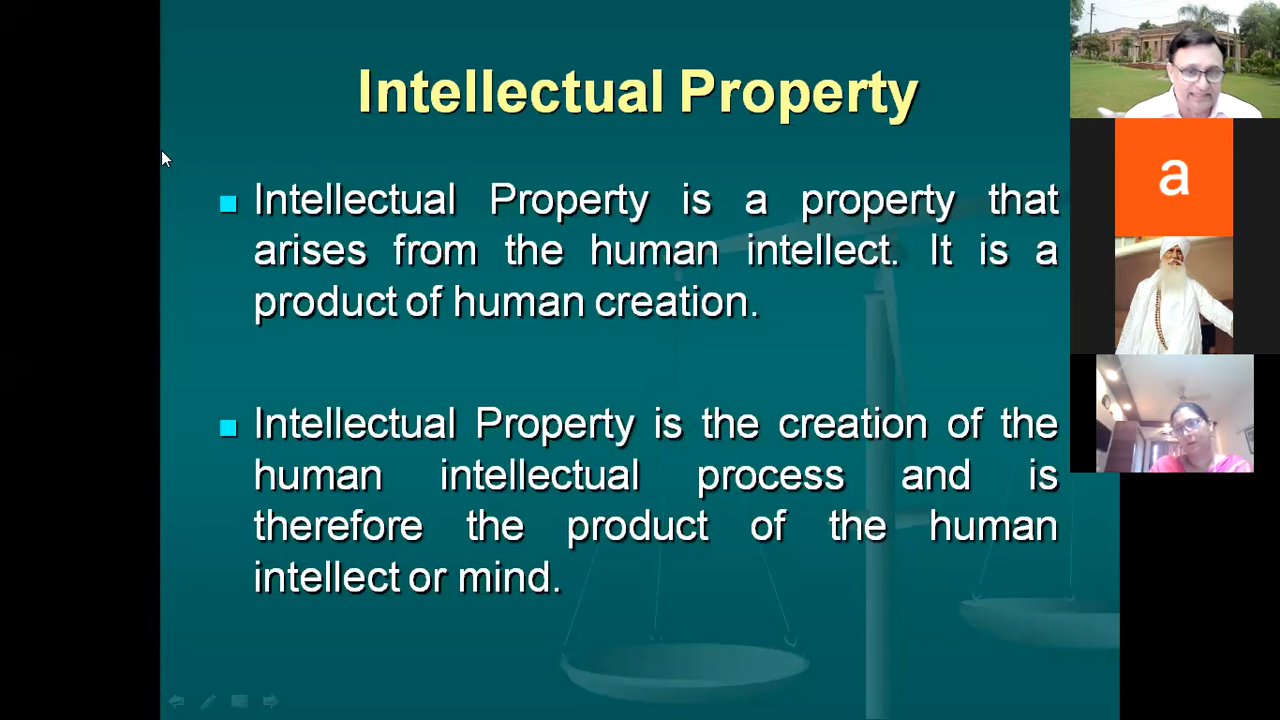 Intellectual Property
Intellectual Property is a property that
arises from the human intellect. It is a
product of human creation.
Intellectual Property is the creation of the
human intellectual process and is
therefore the product of the human
intellect or mind.
a